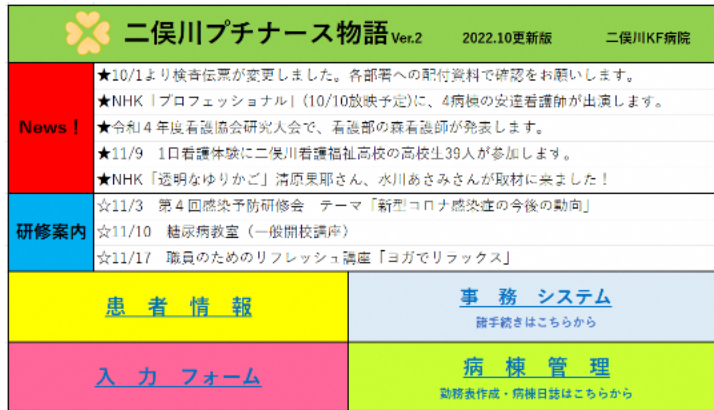 二俣川プチナース物語 Ver.2 2022.10更新版 二俣川KF病院
News！
★10/1より検査伝票が変更しました。各部署への配付資料で確認をお願いします。
★NHK「プロフェッショナル」(10/10放映予定)に、4病棟の安達看護師が出演します。
★令和４年度看護協会研究大会で、看護部の森看護師が発表します。
★11/9　1日看護体験に二俣川看護福祉高校の高校生39人が参加します。
★NHK「透明なゆりかご」清原果耶さん、水川あさみさんが取材に来ました！
研修案内
☆11/3　第４回感染予防研修会　テーマ「新型コロナ感染症の今後の動向」
☆11/10　糖尿病教室（一般開校講座）
☆11/17　職員のためのリフレッシュ講座「ヨガでリラックス」
患　者　情　報
事　務　システム
諸手続きはこちらから
入　力　フォーム
病　棟　管　理
勤務表作成・病棟日誌はこちらから